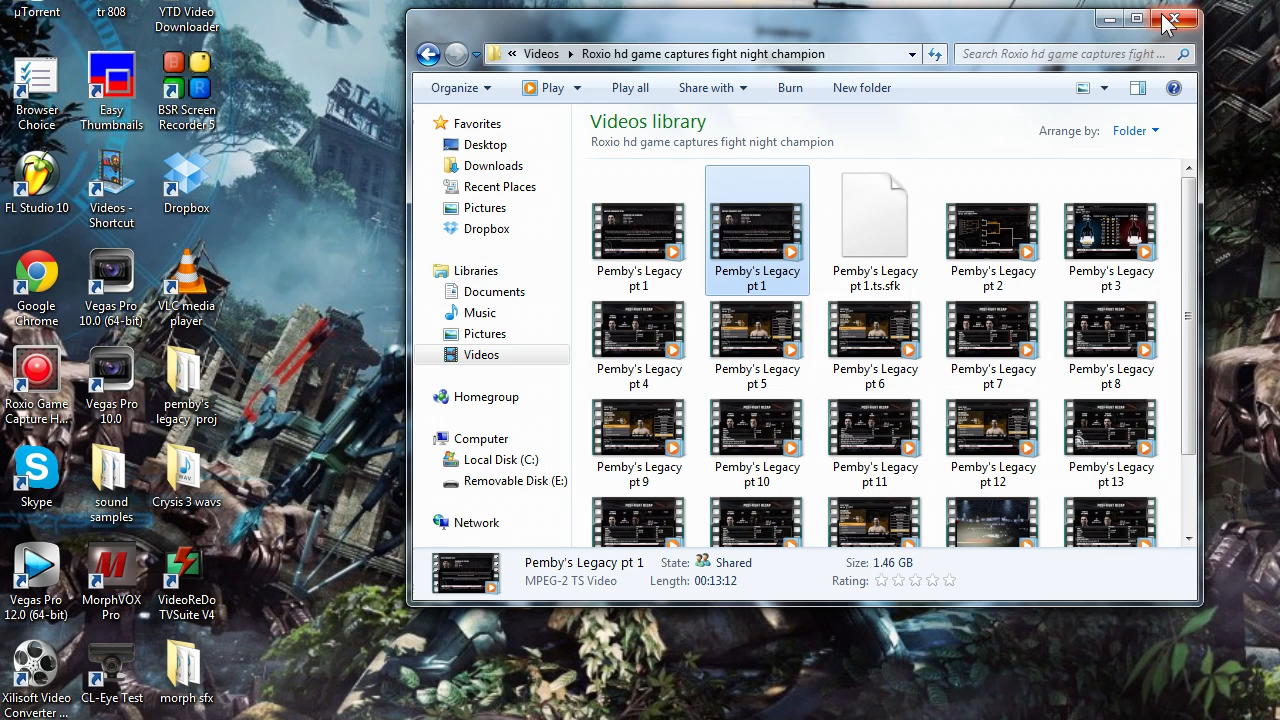 µTorrent
tr 808
YTD Video
Downloader
Browser
Choice
Easy
Thumbnails
BSR Screen
Recorder 5
FL Studio 10
Videos -
Shortcut
Dropbox
Google
Chrome
Vegas Pro
10.0 (64-bit)
VLC media
player
Roxio Game
Capture H...
Vegas Pro
10.0
pemby's
legacy proj
Skype
sound
samples
Crysis 3 wavs
Vegas Pro
12.0 (64-bit)
MorphVOX
Pro
VideoReDo
TVSuite V4
Xilisoft Video
Converter ...
CL-Eye Test
morph sfx
« Videos Roxio hd game captures fight night champion
Search Roxio hd game captures fight ...
Organize Play Play all Share with Burn New folder
Favorites
Desktop
Downloads
Recent Places
Pictures
Dropbox
Libraries
Documents
Music
Pictures
Videos
Homegroup
Computer
Local Disk (C:)
Removable Disk (E:)
Network
Videos library
Roxio hd game captures fight night champion
Arrange by: Folder
Pemby's Legacy
pt 1
Pemby's Legacy
pt 1
Pemby's Legacy
pt 1.ts.sfk
Pemby's Legacy
pt 2
Pemby's Legacy
pt 3
Pemby's Legacy
pt 4
Pemby's Legacy
pt 5
Pemby's Legacy
pt 6
Pemby's Legacy
pt 7
Pemby's Legacy
pt 8
Pemby's Legacy
pt 9
Pemby's Legacy
pt 10
Pemby's Legacy
pt 11
Pemby's Legacy
pt 12
Pemby's Legacy
pt 13
Pemby's Legacy pt 1 State: Shared Size: 1.46 GB
MPEG-2 TS Video Length: 00:13:12 Rating: